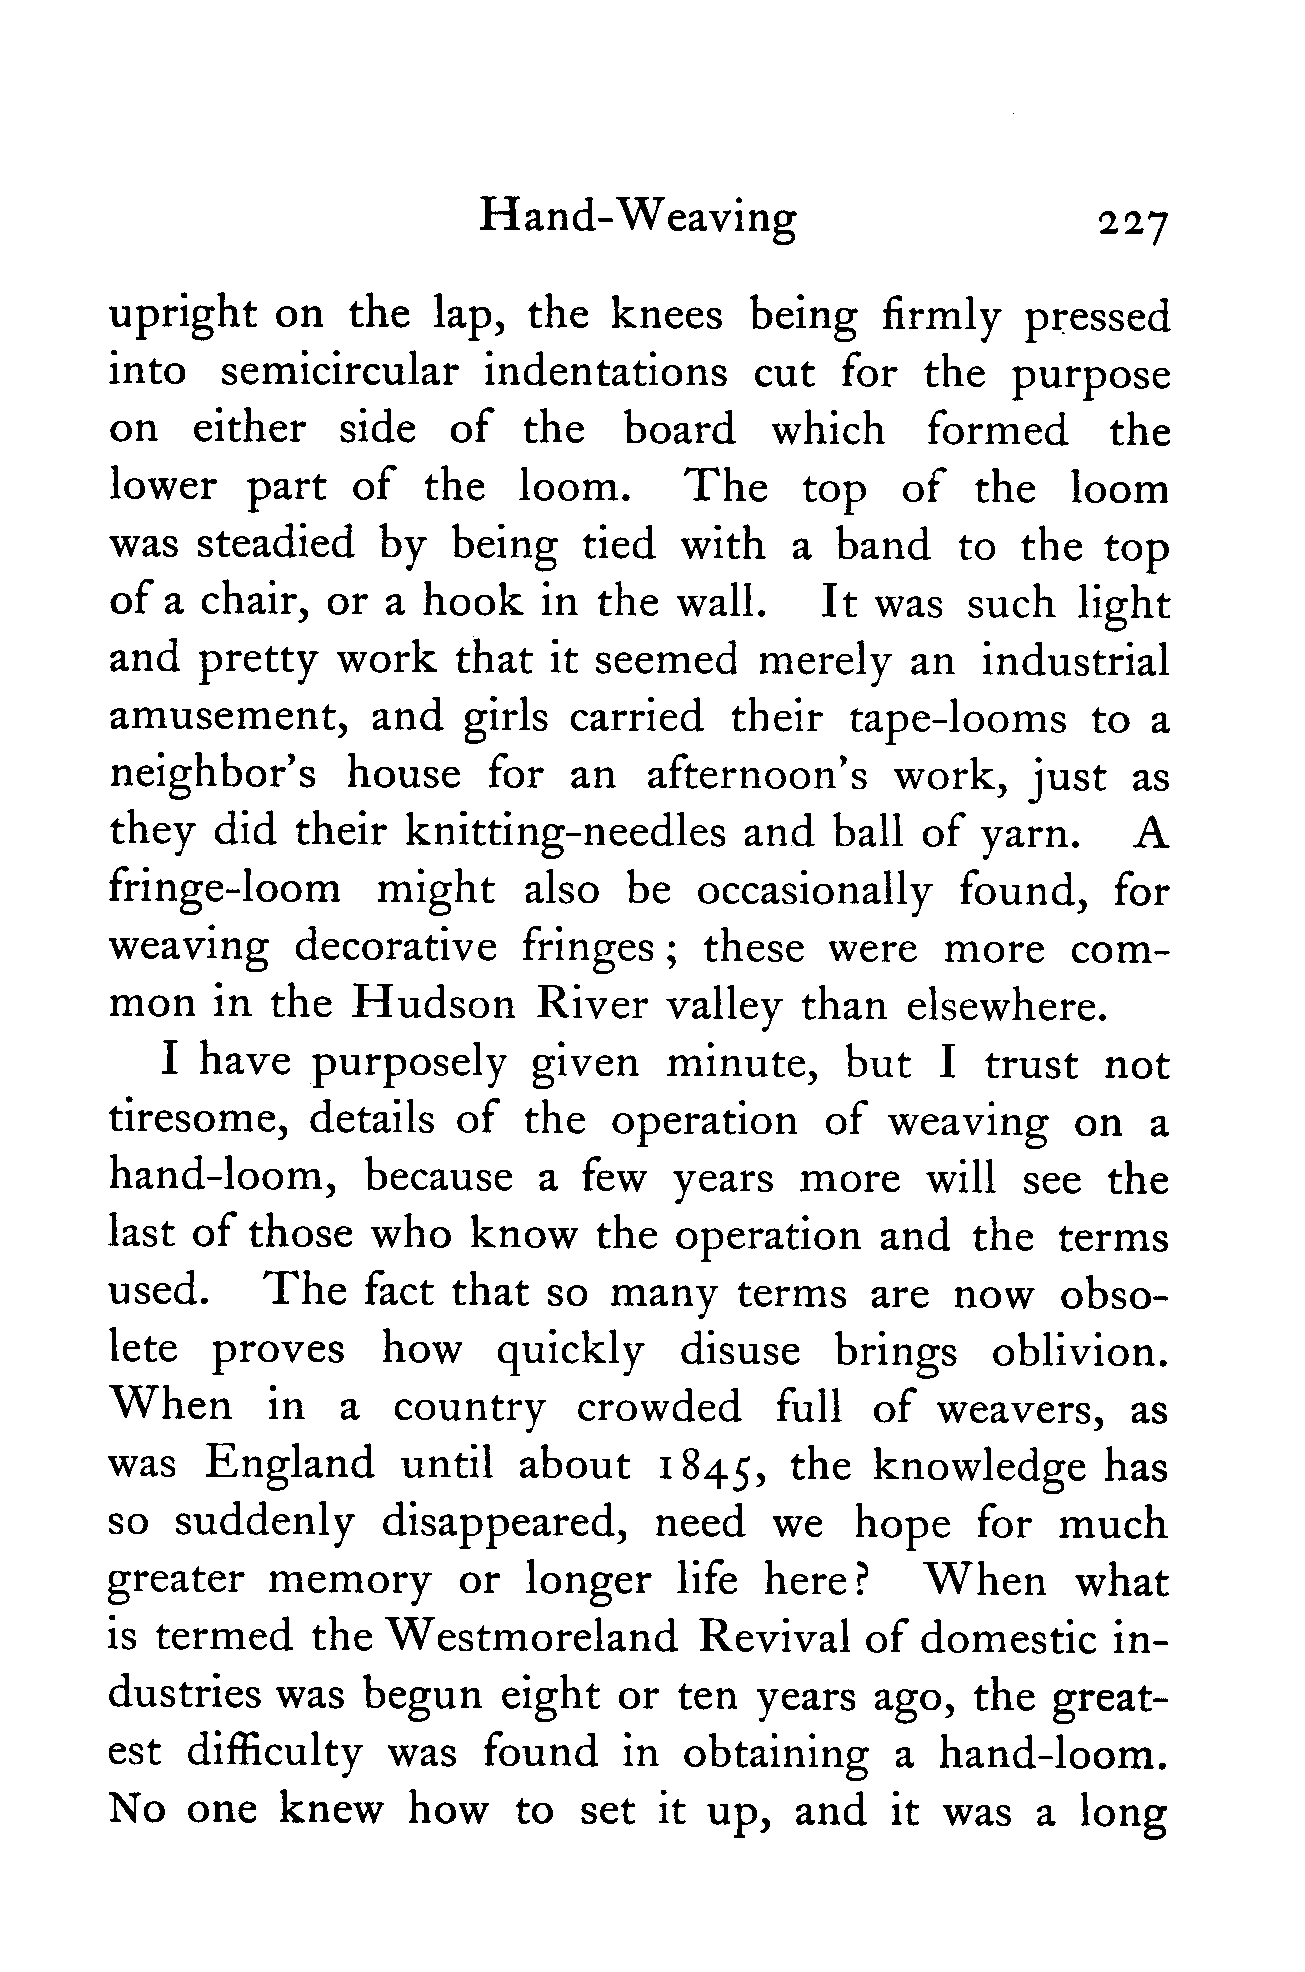 Hand-Weaving 227
upright on the lap, the knees being firmly pressed
into semicircular indentations cut for the purpose
on either side of the board which formed the
lower part of the loom. The top of the loom
was steadied by being tied with a band to the top
of a chair, or a hook in the wall. It was such light
and pretty work that it seemed merely an industrial
amusement, and girls carried their tape-looms to a
neighbor's house for an afternoon's work, just as
they did their knitting-needles and ball of yarn. A
fringe-loom might also be occasionally found, for
weaving decorative fringes; these were more com-
mon in the Hudson River valley than elsewhere.
I have purposely given minute, but I trust not
tiresome, details of the operation of weaving on a
hand-loom, because a few years more will see the
last of those who know the operation and the terms
used. The fact that so many terms are now obso-
lete proves how quickly disuse brings oblivion.
When in a country crowded full of weavers, as
was England until about 1845, the knowledge has
so suddenly disappeared, need we hope for much
greater memory or longer life here? When what
is termed the Westmoreland Revival of domestic in-
dustries was begun eight or ten years ago, the great-
est difficulty was found in obtaining a hand-loom.
No one knew how to set it up, and it was a long